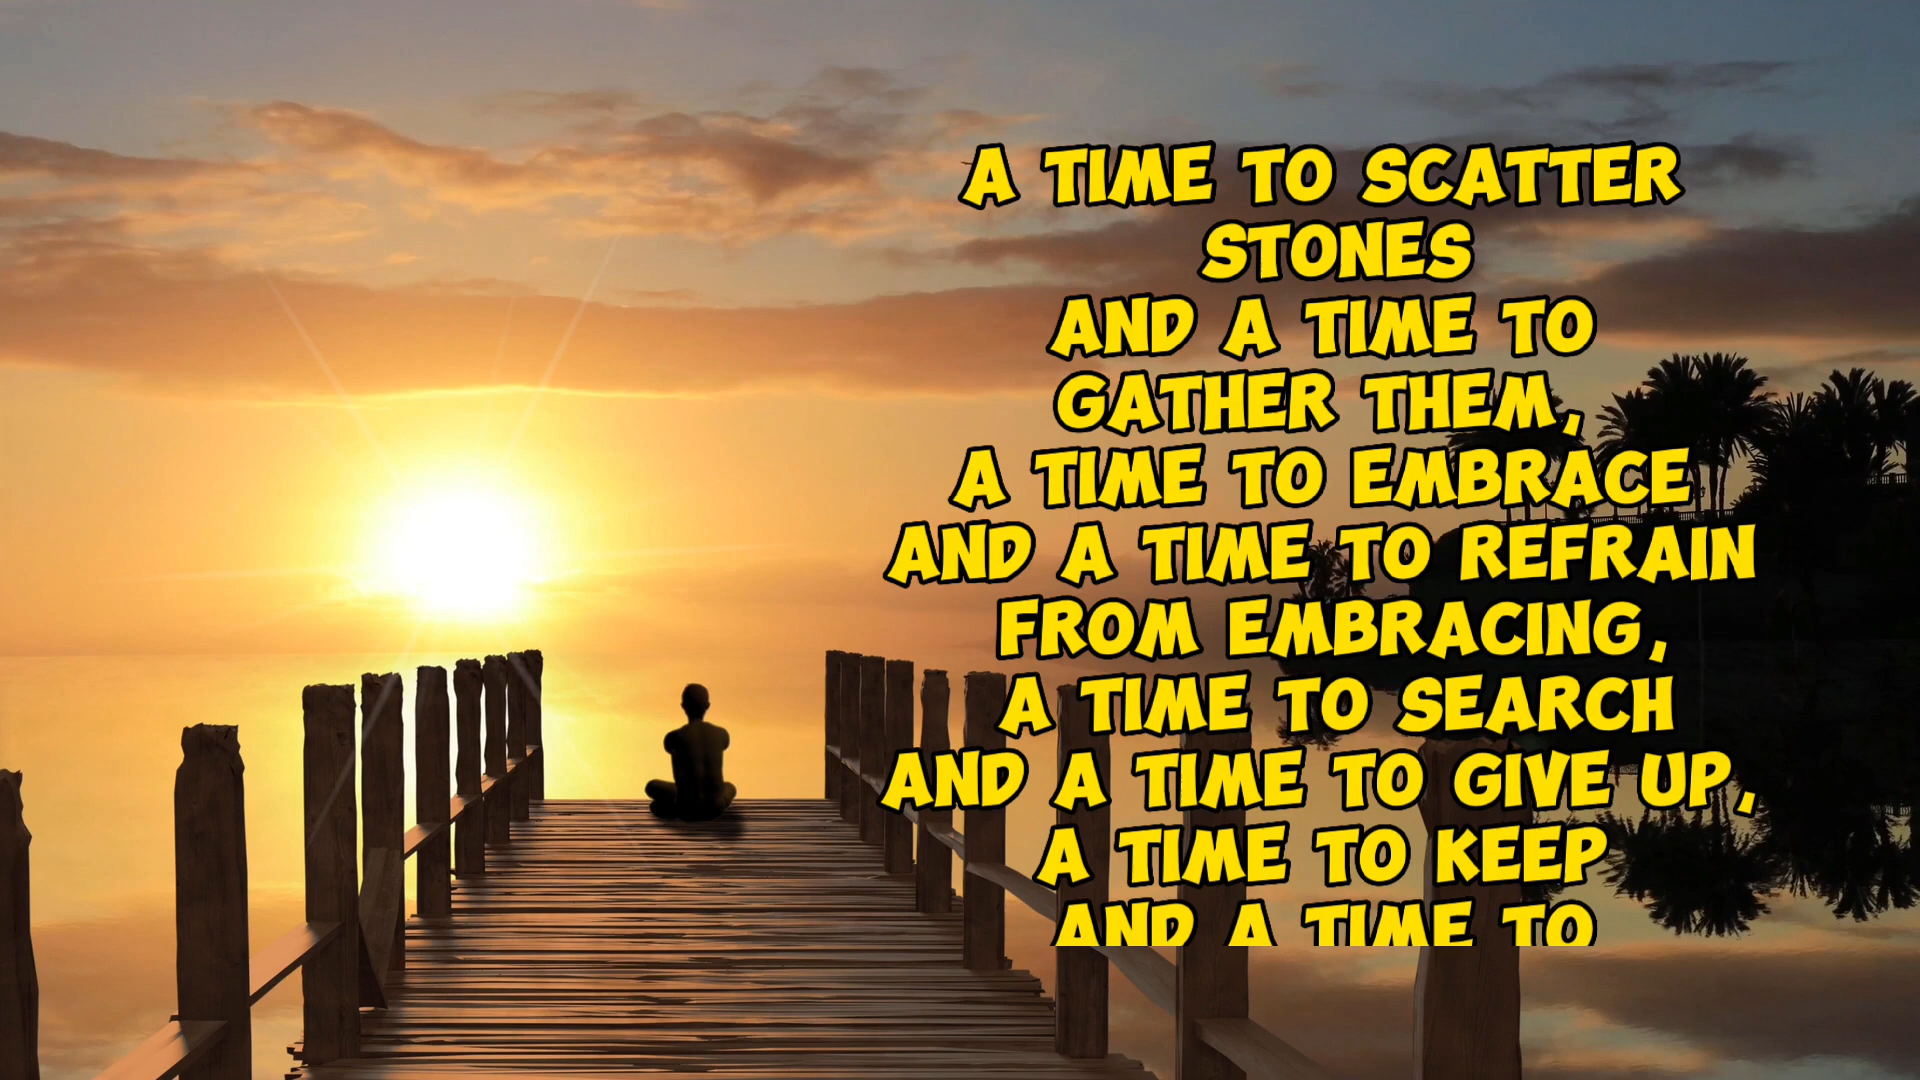 A TIME TO SCATTER
STONES
AND A TIME TO
GATHER THEM,
A TIME TO EMBRACE
AND A TIME TO REFRAIN
FROM EMBRACING,
A TIME TO SEARCH
AND A TIME TO GIVE UP,
A TIME TO KEEP
AND A TIME TO